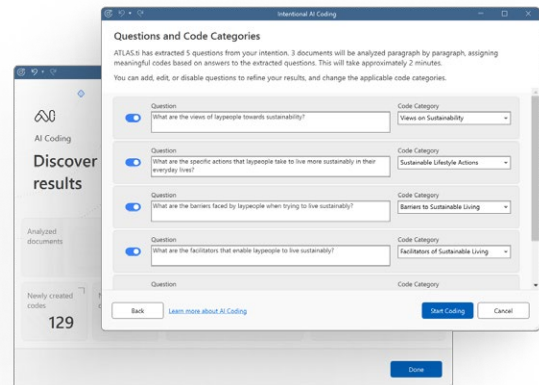 Intentional AI Coding
Questions and Code Categories
ATLAS.ti has extracted 5 questions from your intention. 3 documents will be analyzed paragraph by paragraph, assigning
meaningful codes based on answers to the extracted questions. This will take approximately 2 minutes.
You can add, edit, or disable questions to refine your results, and change the applicable code categories.
Question
Code Category
What are the views of laypeople towards sustainability?
Views on Sustainability
Question
Code Category
What are the specific actions that laypeople take to live more sustainably in their
everyday lives?
Sustainable Lifestyle Actions
Question
Code Category
What are the barriers faced by laypeople when trying to live sustainably?
Barriers to Sustainable Living
Question
Code Category
What are the facilitators that enable laypeople to live sustainably?
Facilitators of Sustainable Living
Question
Code Category
Back
Learn more about AI Coding
Start Coding
Cancel
AI Coding
Discover
results
Analyzed
documents
Newly created
codes
129
Done